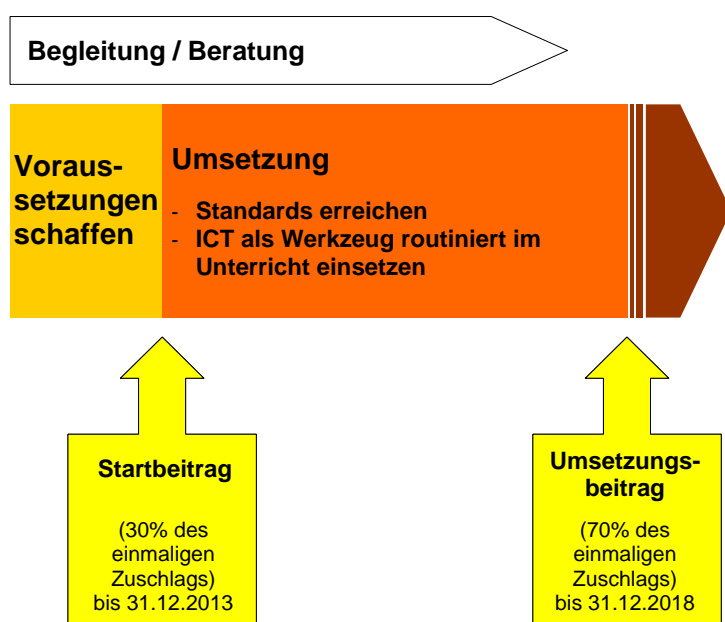 Begleitung / Beratung
Voraus-
setzungen
schaffen
Umsetzung
- Standards erreichen
- ICT als Werkzeug routiniert im
Unterricht einsetzen
Startbeitrag
(30% des
einmaligen
Zuschlags)
bis 31.12.2013
Umsetzungs-
beitrag
(70% des
einmaligen
Zuschlags)
bis 31.12.2018